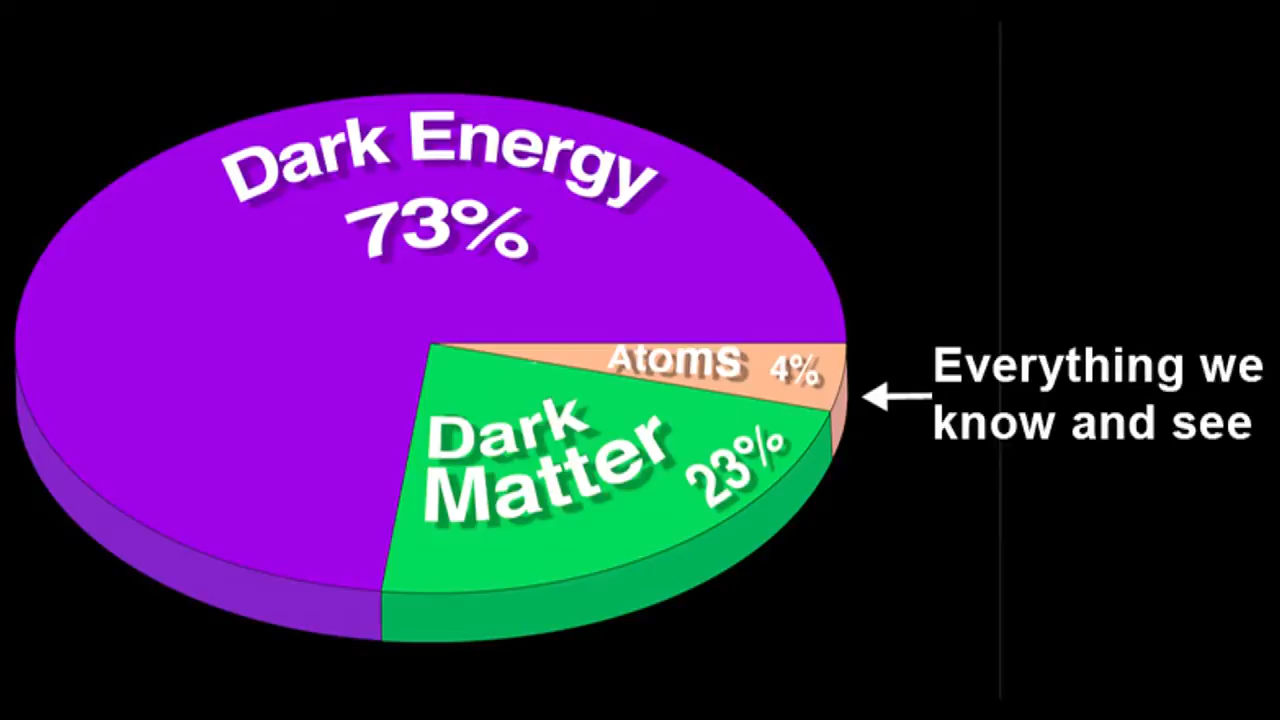 Dark Energy
73%
Atoms 4%
Dark
Matter
23%
Everything we
know and see